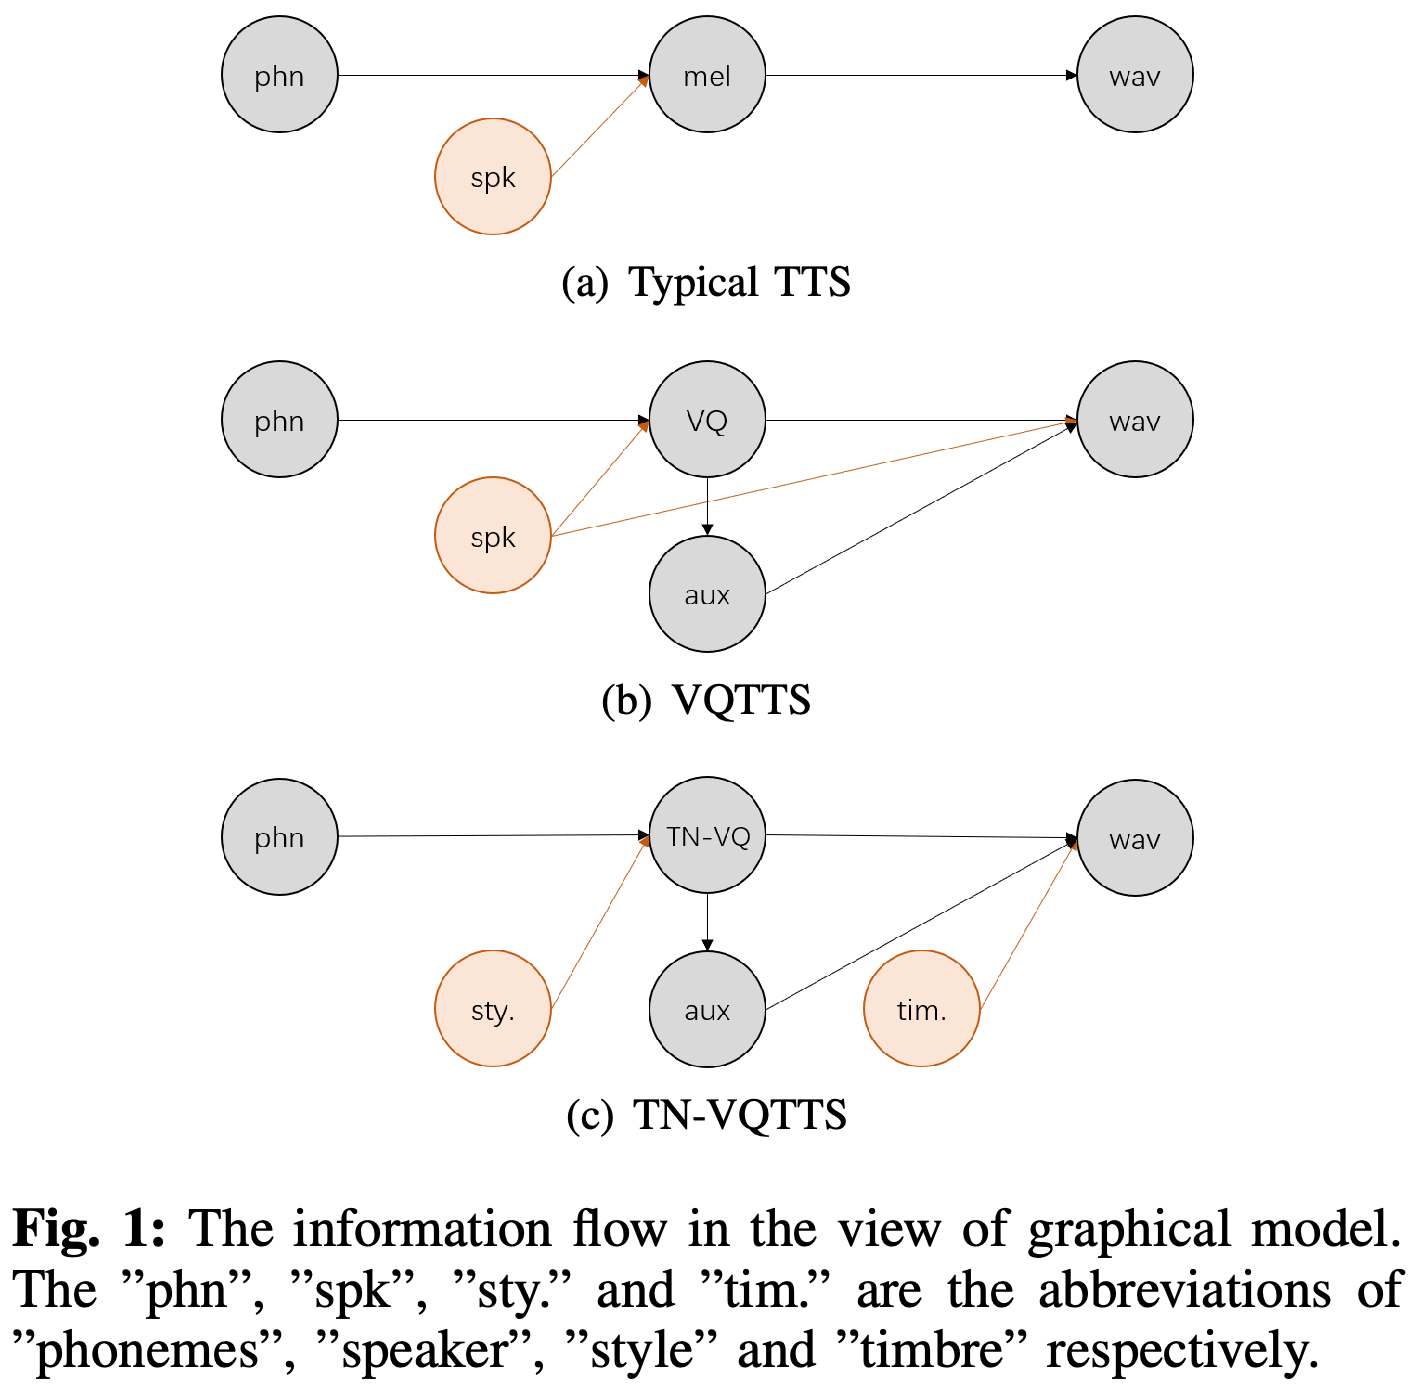 phn
mel
wav
spk
(a) Typical TTS
phn
VQ
wav
spk
aux
(b) VQTTS
phn
TN-VQ
wav
sty.
aux
tim.
(c) TN-VQTTS
Fig. 1: The information flow in the view of graphical model.
The ”phn”, ”spk”, ”sty.” and ”tim.” are the abbreviations of
”phonemes”, ”speaker”, ”style” and ”timbre” respectively.